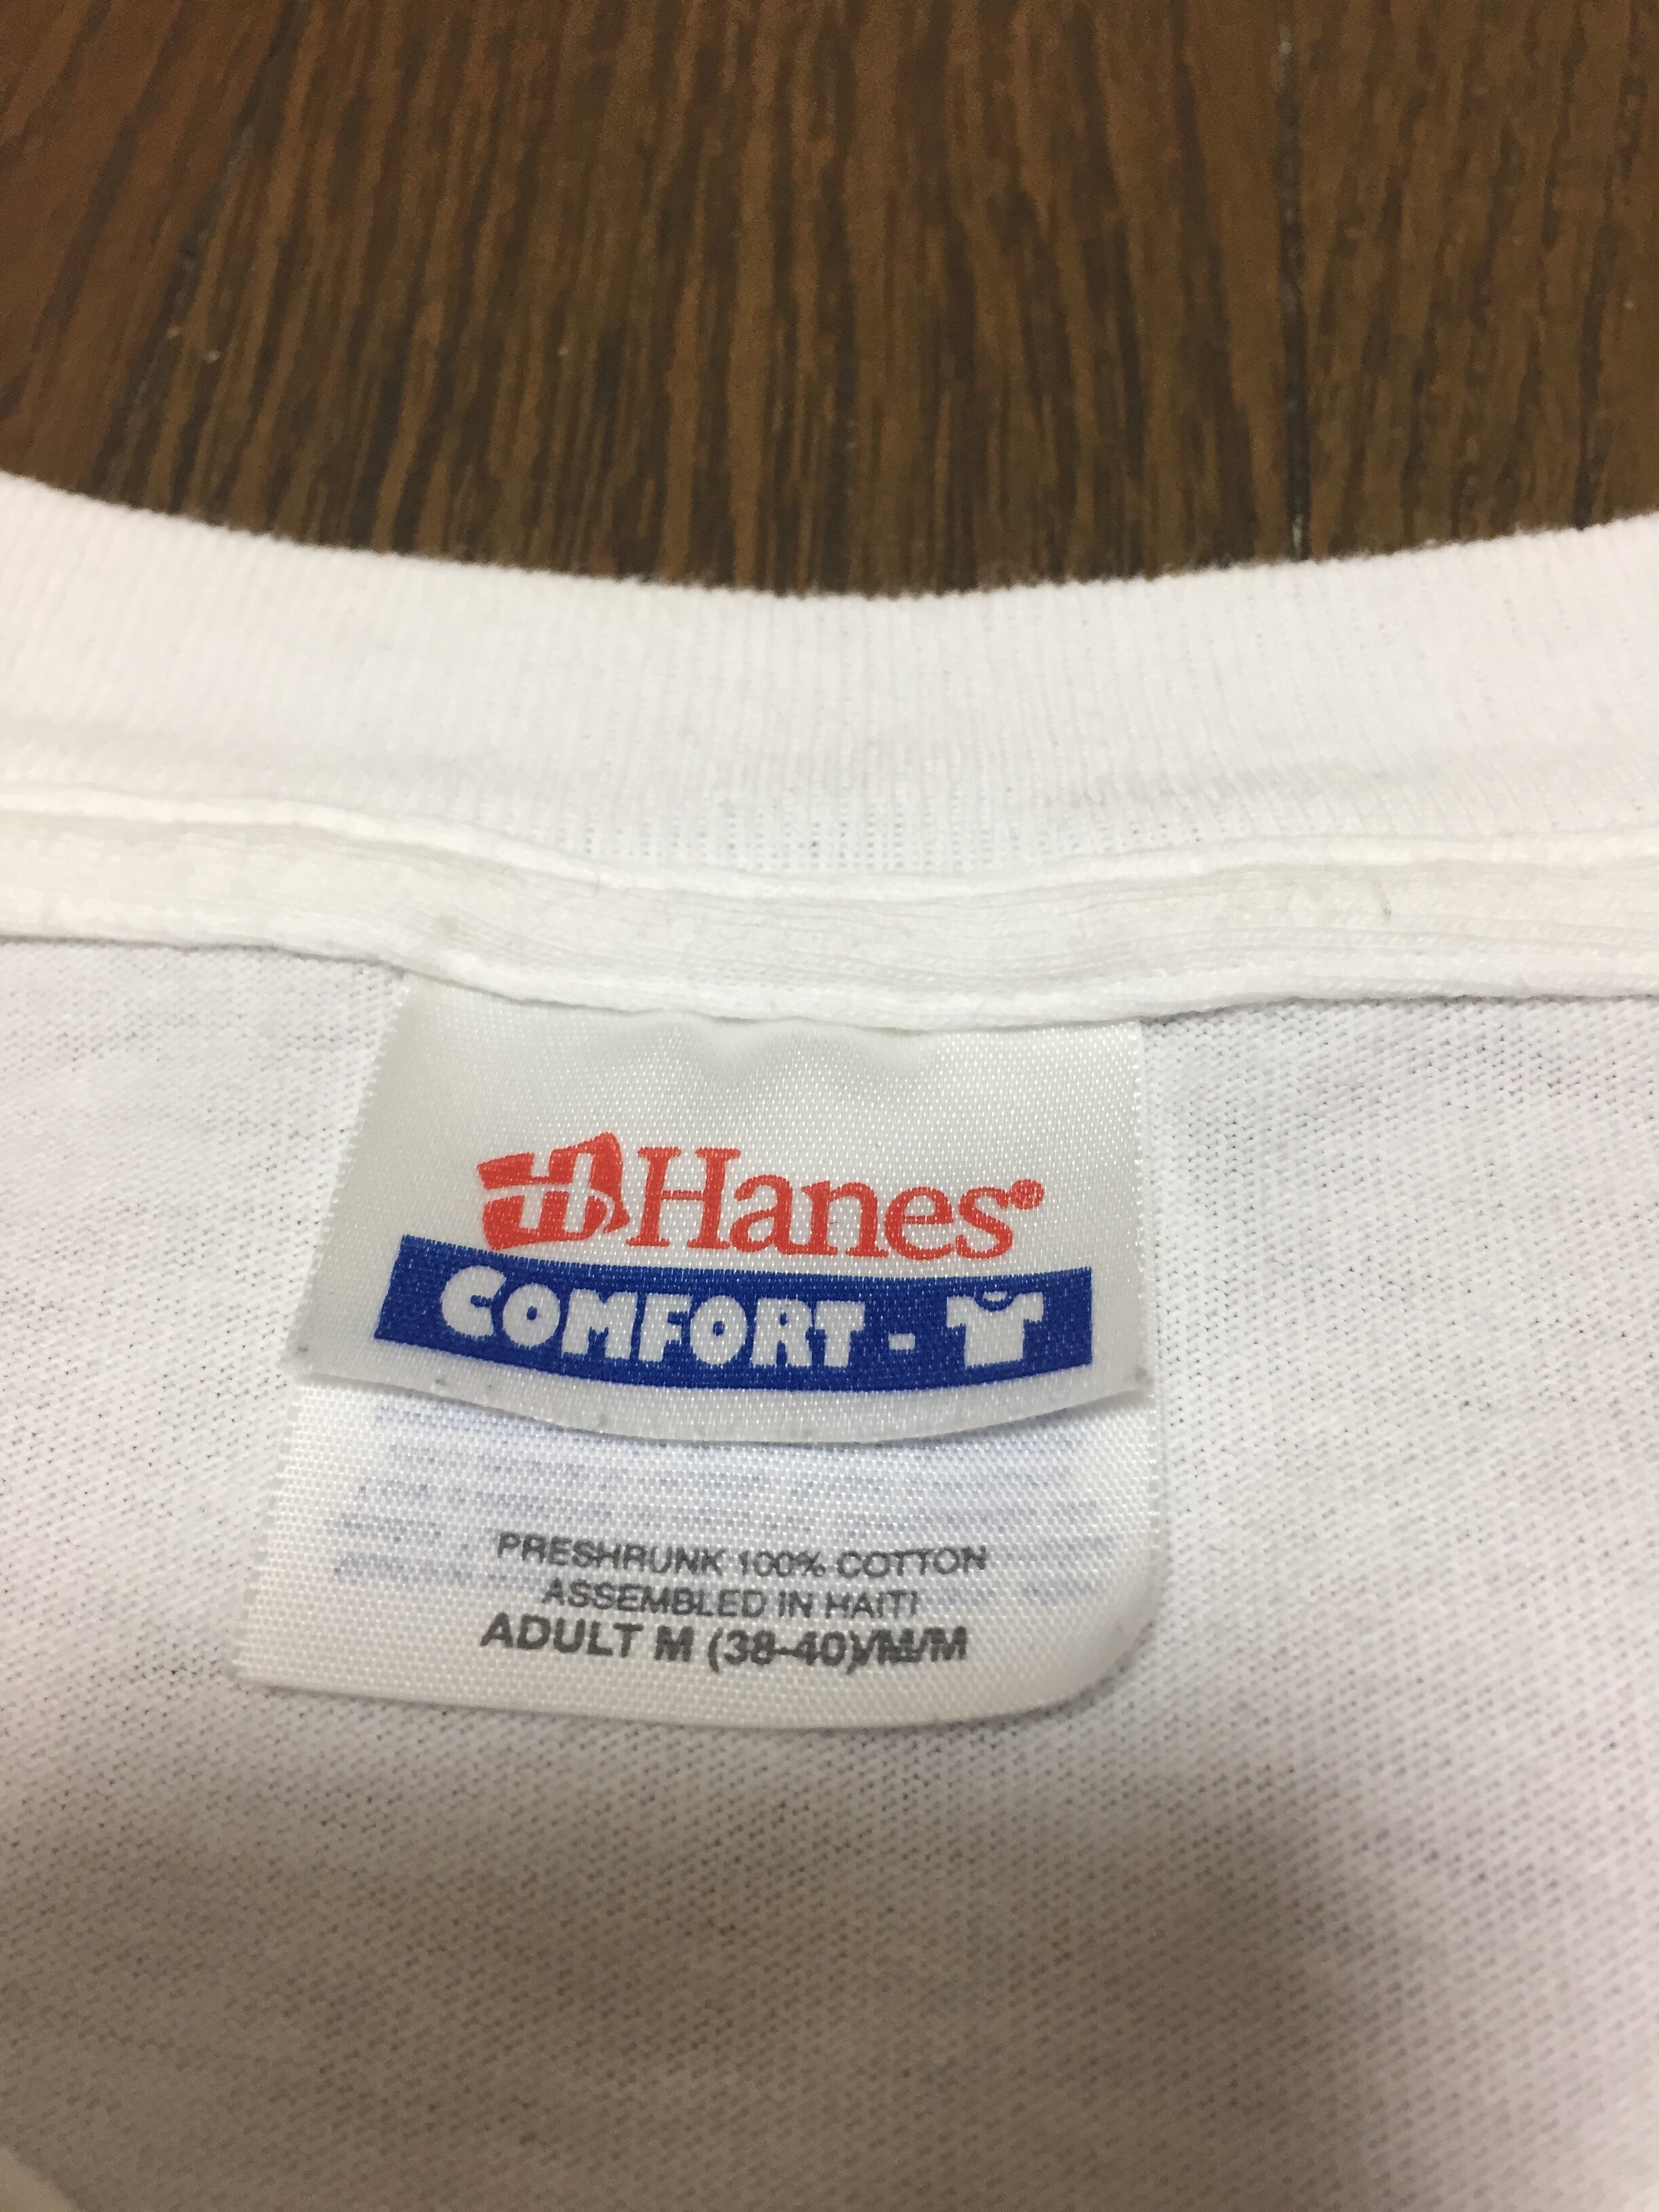 Hanes®
COMFORT-
PRESHRUNK 100% COTTON
ASSEMBLED IN HAITI
ADULT M (38-40)/M/M